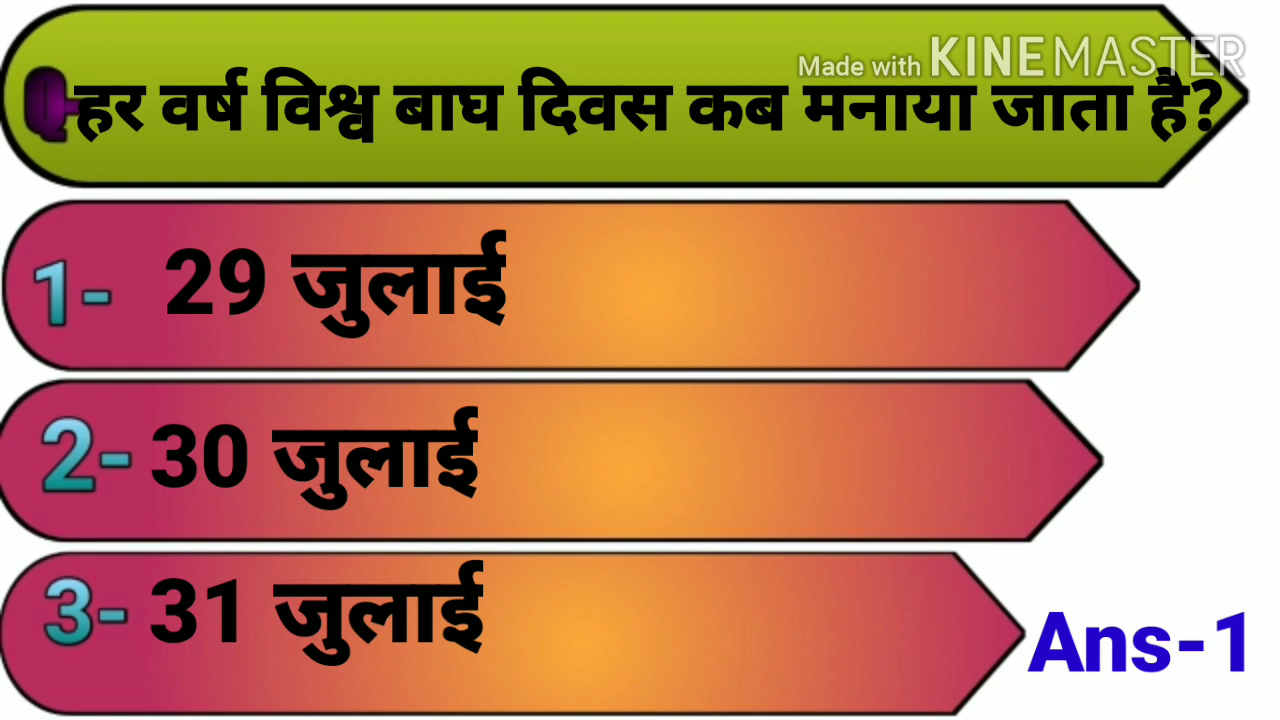 Made with KINEMASTER
Q-हर वर्ष विश्व बाघ दिवस कब मनाया जाता है?
1- 29 जुलाई
2- 30 जुलाई
3- 31 जुलाई
Ans-1